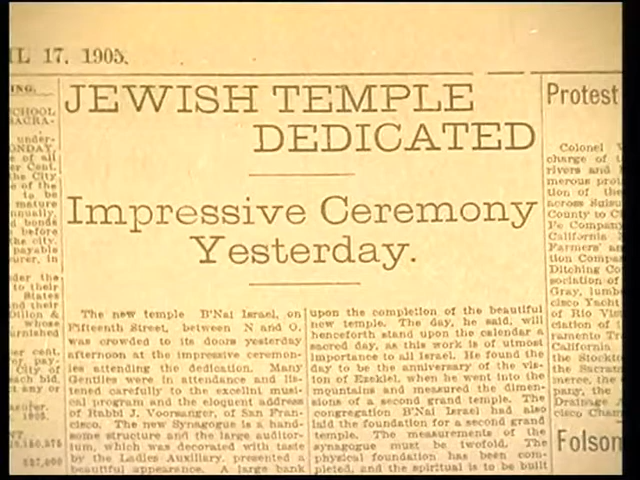 IL 17, 1905.
JEWISH TEMPLE
DEDICATED
Impressive Ceremony
Yesterday.
The new temple B'Nai Israel, on
Fifteenth Street, between N and O,
was crowded to its doors yesterday
afternoon at the impressive ceremon-
ies attending the dedication. Many
Gentiles were in attendance and lis-
tened carefully to the excellnt musi-
cal program and the eloquent address
of Rabbi J. Voorsanger, of San Fran-
cisco. The new Synagogue is a hand-
some structure and the large auditor-
ium, which was decorated with taste
by the Ladies Auxiliary, presented a
beautiful appearance. A large bank
upon the completion of the beautiful
new temple. The day, he said, will
henceforth stand upon the calendar a
sacred day, as this work is of utmost
importance to all Israel. He found the
day to be the anniversary of the vis-
ion of Ezekiel, when he went into the
mountains and measured the dimen-
sions of a second grand temple. The
congregation B'Nai Israel had also
laid the foundation for a second grand
temple. The measurements of the
synagogue must be twofold. The
physical foundation has been com-
pleted, and the spiritual is to be built
Protest
Colonel
charge of
rivers and
merous
tion of the
across Suisu
County to C
Fe Company
California
Farmers' a
tion Compa
Ditching Co
sociation of
Gray, lumb
cisco Yacht
of Rio Vis
ciation of
ramento Tr
California,
the Stockto
the Sacra
merce, the
pany, the
Drainage
cisco Cham
Folson